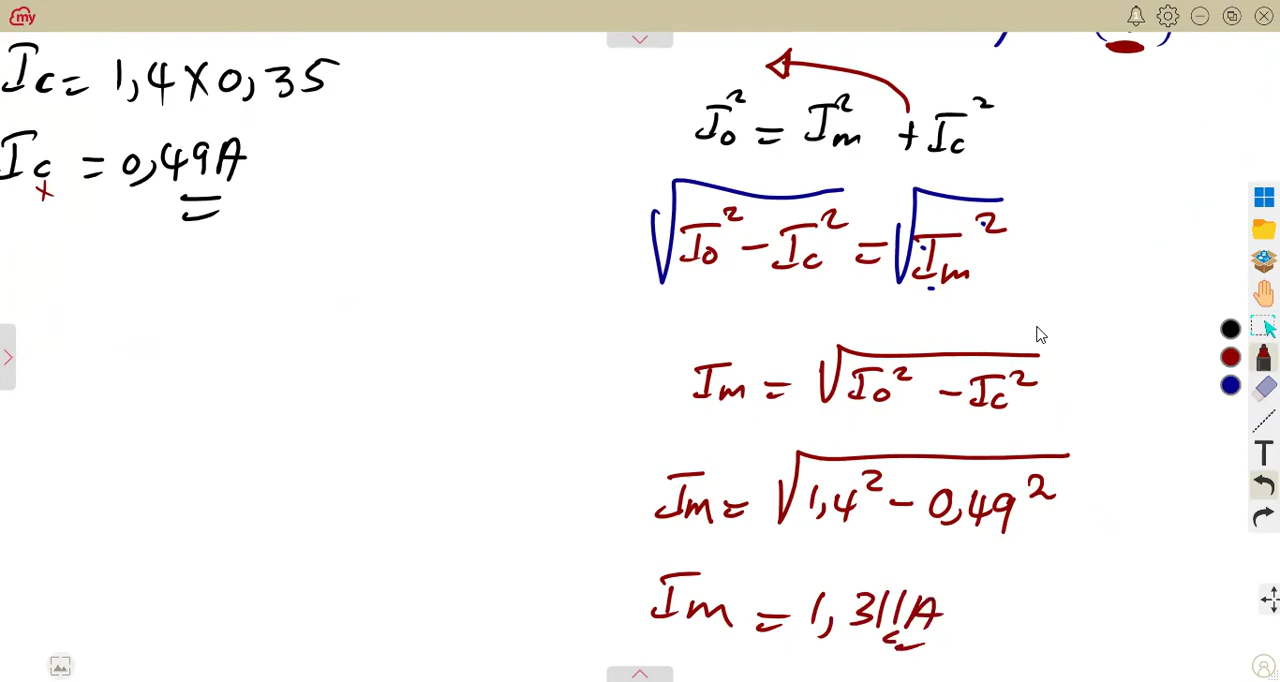 my
Ic = 1,4 × 0,35
Ic = 0,49A
×
I₀² = Im² + Ic²
√I₀² − Ic² = √Im²
Im = √I₀² − Ic²
Im = √1,4² − 0,49²
Im = 1,311A
T